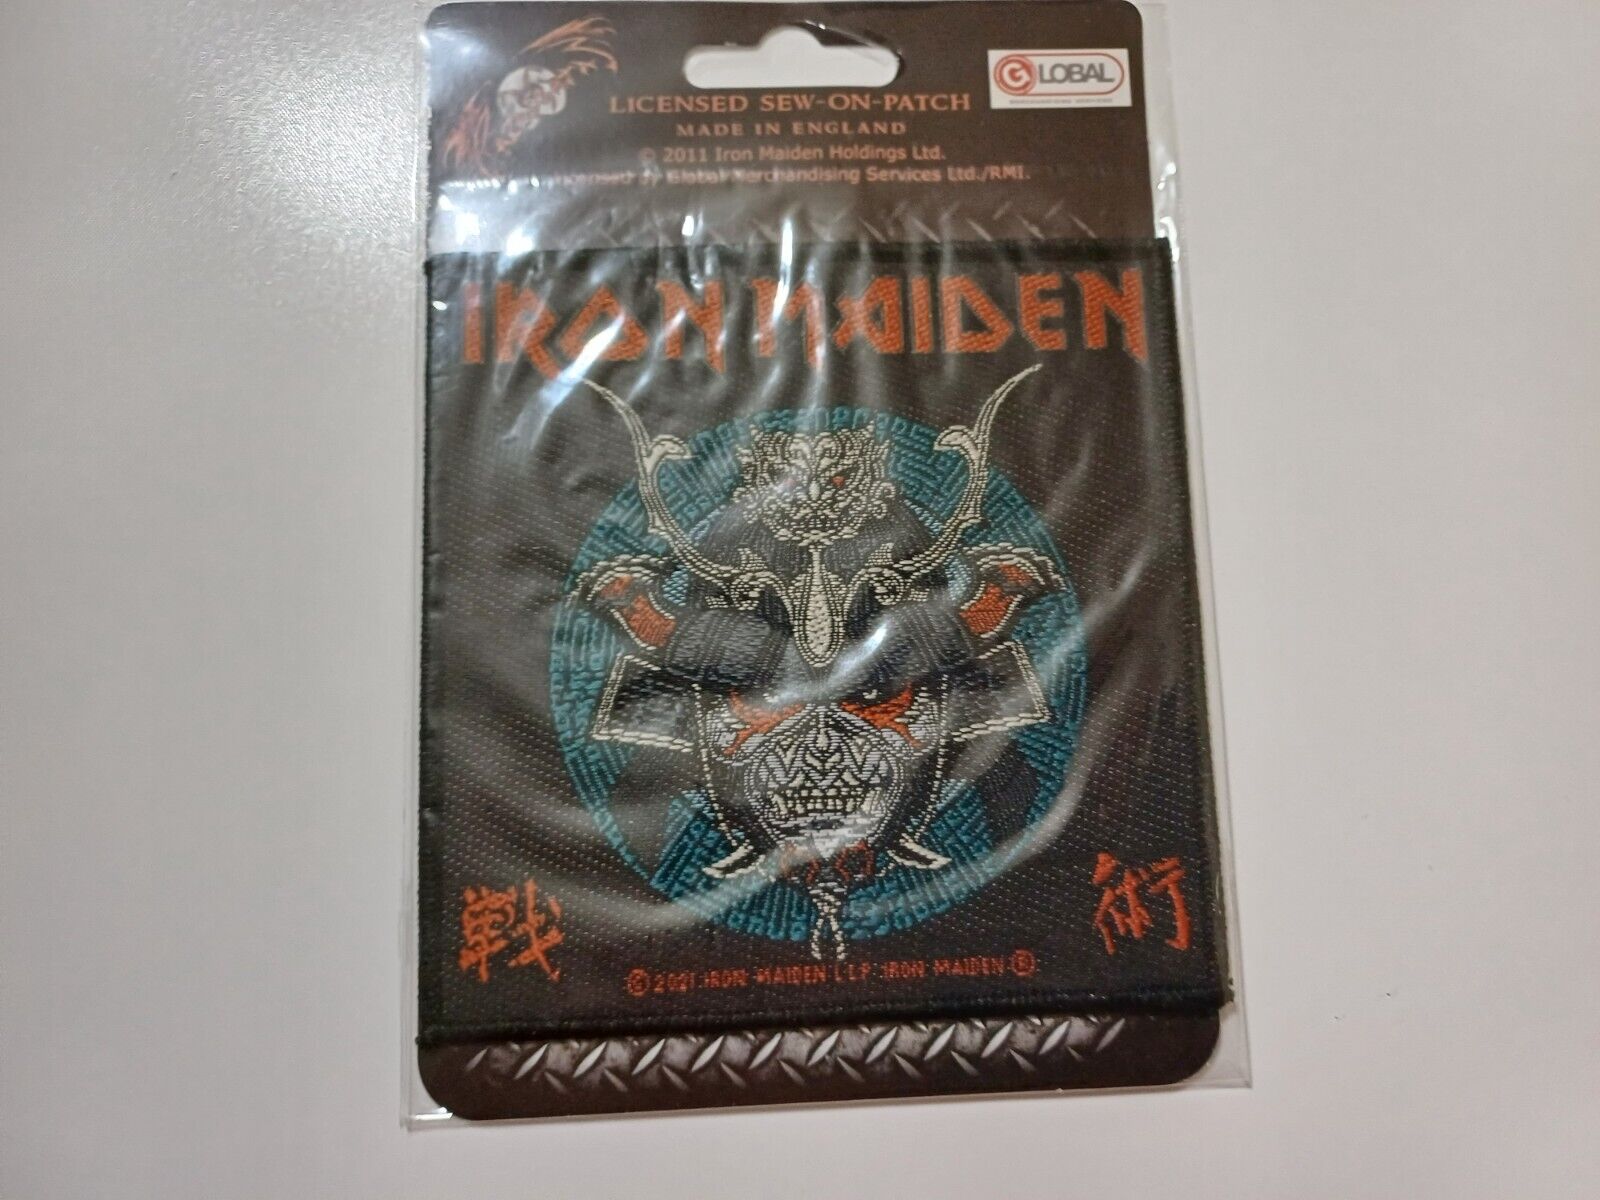 GLOBAL
LICENSED SEW-ON-PATCH
MADE IN ENGLAND
© 2011 Iron Maiden Holdings Ltd.
by Global Merchandising Services Ltd./RMI.
IRON MAIDEN
戦 術
© 2021 IRON MAIDEN L.L.P IRON MAIDEN ®